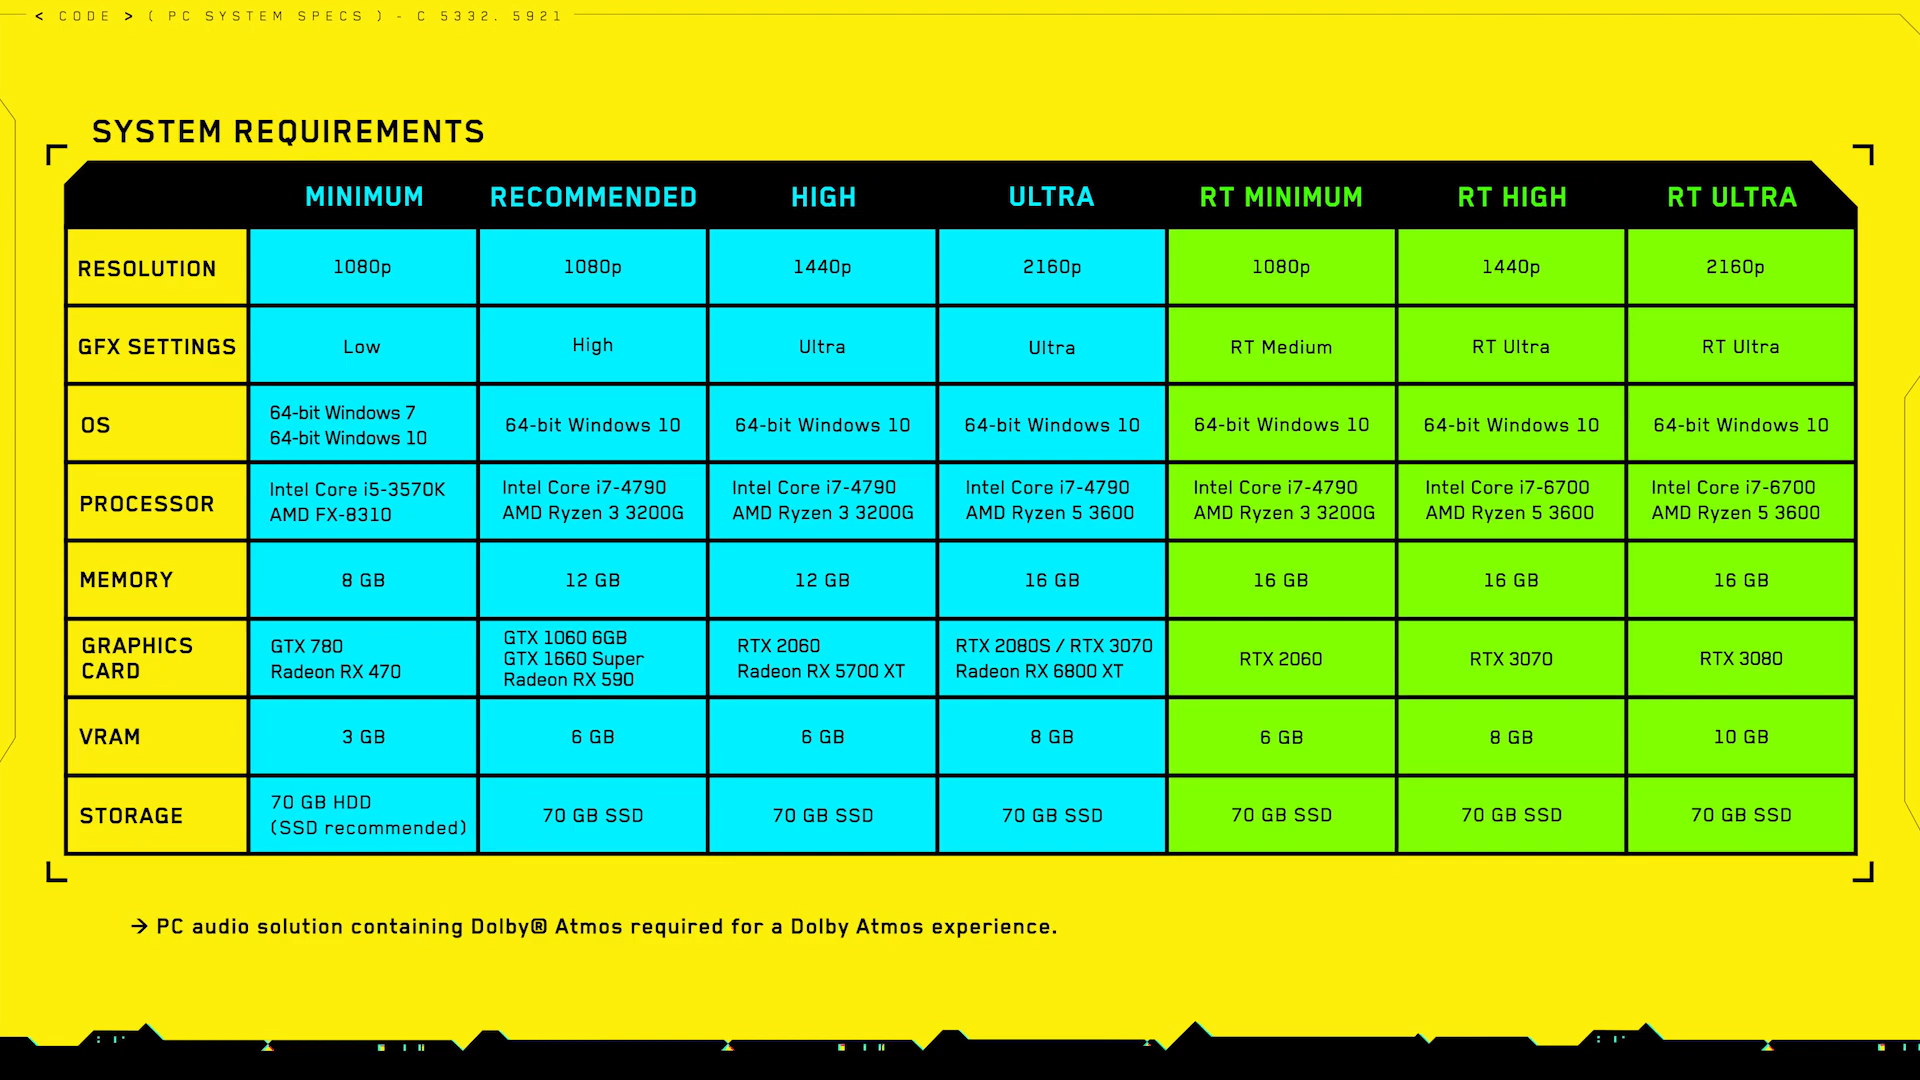 < CODE > ( PC SYSTEM SPECS ) - C 5332. 5921
SYSTEM REQUIREMENTS
MINIMUM RECOMMENDED HIGH ULTRA RT MINIMUM RT HIGH RT ULTRA
RESOLUTION 1080p 1080p 1440p 2160p 1080p 1440p 2160p
GFX SETTINGS Low High Ultra Ultra RT Medium RT Ultra RT Ultra
OS
64-bit Windows 7
64-bit Windows 10
64-bit Windows 10
64-bit Windows 10
64-bit Windows 10
64-bit Windows 10
64-bit Windows 10
64-bit Windows 10
PROCESSOR
Intel Core i5-3570K
AMD FX-8310
Intel Core i7-4790
AMD Ryzen 3 3200G
Intel Core i7-4790
AMD Ryzen 3 3200G
Intel Core i7-4790
AMD Ryzen 5 3600
Intel Core i7-4790
AMD Ryzen 3 3200G
Intel Core i7-6700
AMD Ryzen 5 3600
Intel Core i7-6700
AMD Ryzen 5 3600
MEMORY 8 GB 12 GB 12 GB 16 GB 16 GB 16 GB 16 GB
GRAPHICS
CARD
GTX 780
Radeon RX 470
GTX 1060 6GB
GTX 1660 Super
Radeon RX 590
RTX 2060
Radeon RX 5700 XT
RTX 2080S / RTX 3070
Radeon RX 6800 XT
RTX 2060
RTX 3070
RTX 3080
VRAM 3 GB 6 GB 6 GB 8 GB 6 GB 8 GB 10 GB
STORAGE
70 GB HDD
(SSD recommended)
70 GB SSD
70 GB SSD
70 GB SSD
70 GB SSD
70 GB SSD
70 GB SSD
→ PC audio solution containing Dolby® Atmos required for a Dolby Atmos experience.